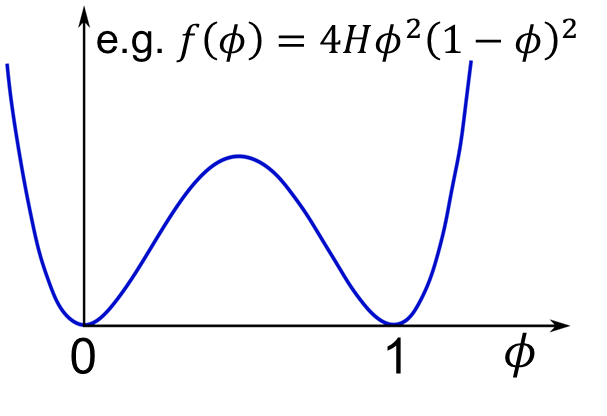 e.g. 𝑓(𝜙) = 4𝐻𝜙²(1 − 𝜙)²
0 1 𝜙